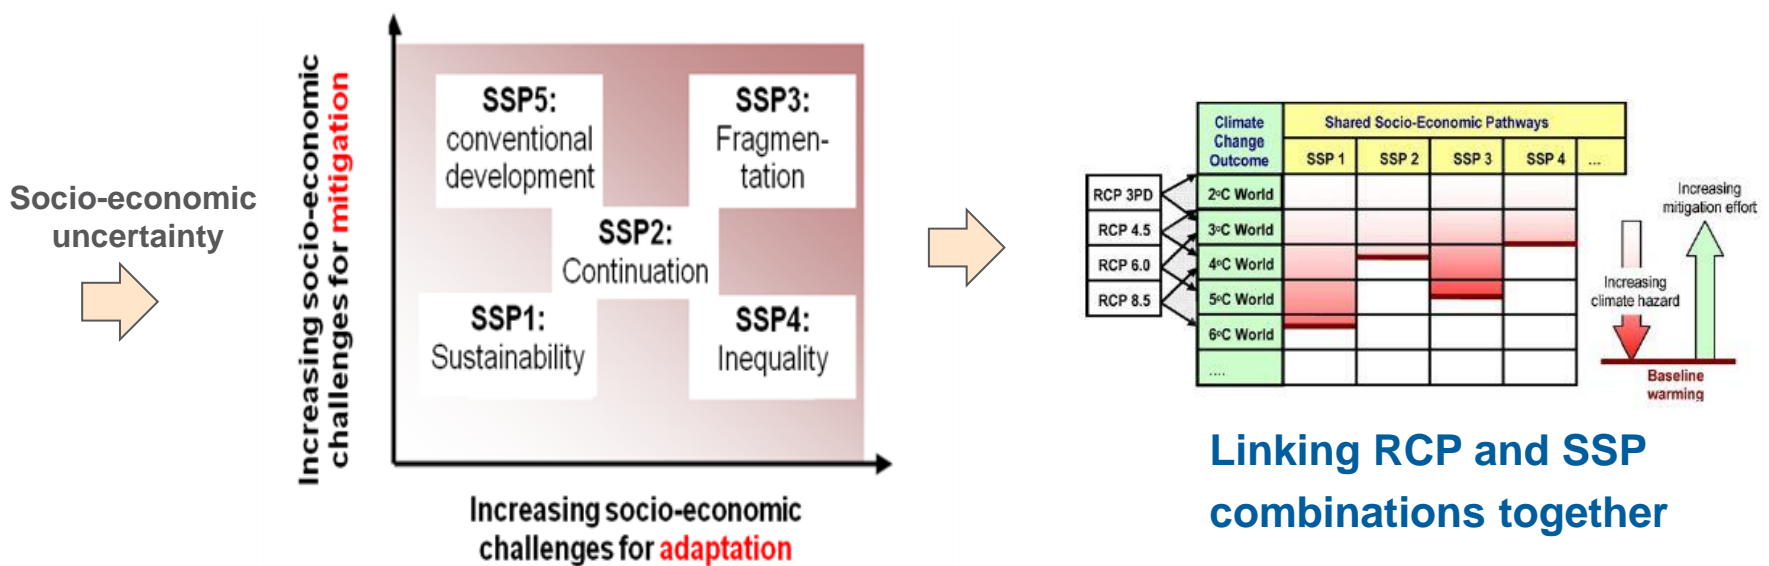 Socio-economic
uncertainty
Increasing socio-economic
challenges for mitigation
SSP5:
conventional
development
SSP3:
Fragmen-
tation
SSP2:
Continuation
SSP1:
Sustainability
SSP4:
Inequality
Increasing socio-economic
challenges for adaptation
Climate
Change
Outcome
Shared Socio-Economic Pathways
SSP 1
SSP 2
SSP 3
SSP 4
...
RCP 3PD
RCP 4.5
RCP 6.0
RCP 8.5
2°C World
3°C World
4°C World
5°C World
6°C World
....
Increasing
mitigation effort
Increasing
climate hazard
Baseline
warming
Linking RCP and SSP
combinations together